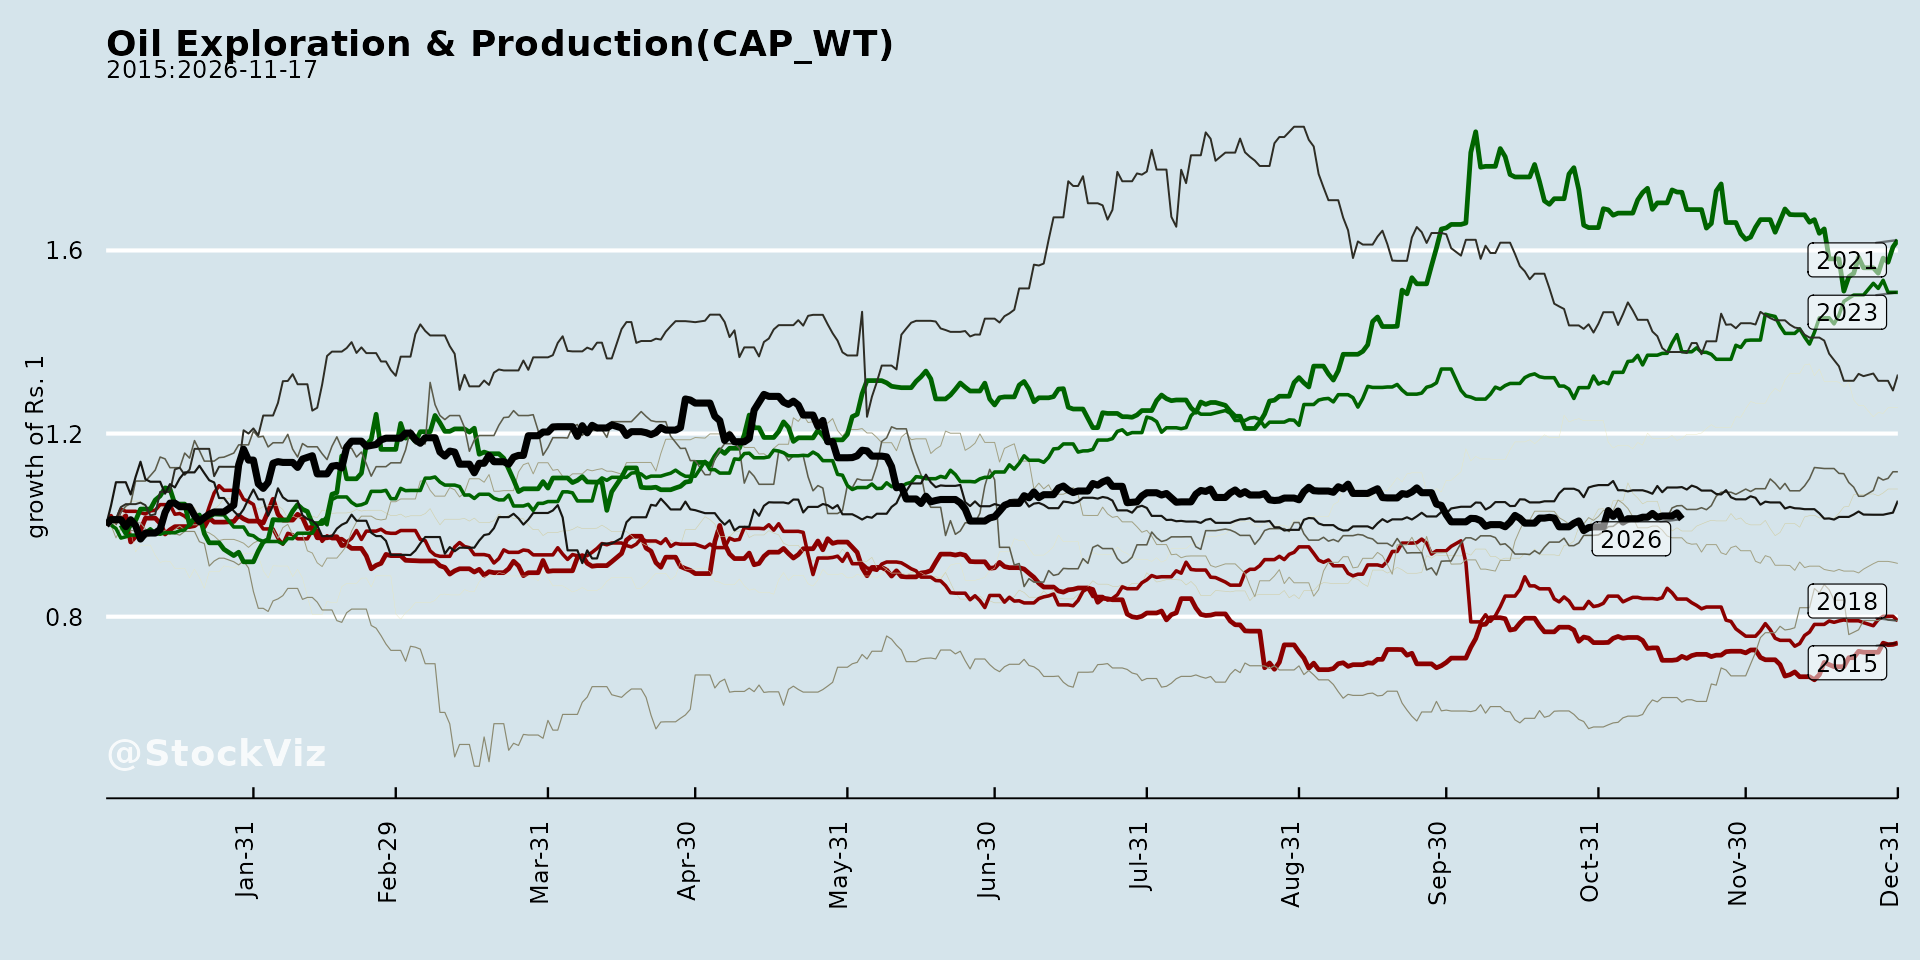 Oil Exploration & Production(CAP_WT)
2015:2026-11-17
growth of Rs. 1
1.6
1.2
0.8
2021
2023
2026
2018
2015
@StockViz
Jan-31
Feb-29
Mar-31
Apr-30
May-31
Jun-30
Jul-31
Aug-31
Sep-30
Oct-31
Nov-30
Dec-31